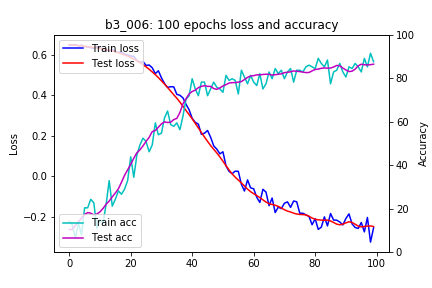 b3_006: 100 epochs loss and accuracy
Train loss
Test loss
Train acc
Test acc
Loss
Accuracy
0.6
0.4
0.2
0.0
−0.2
100
80
60
40
20
0
0 20 40 60 80 100